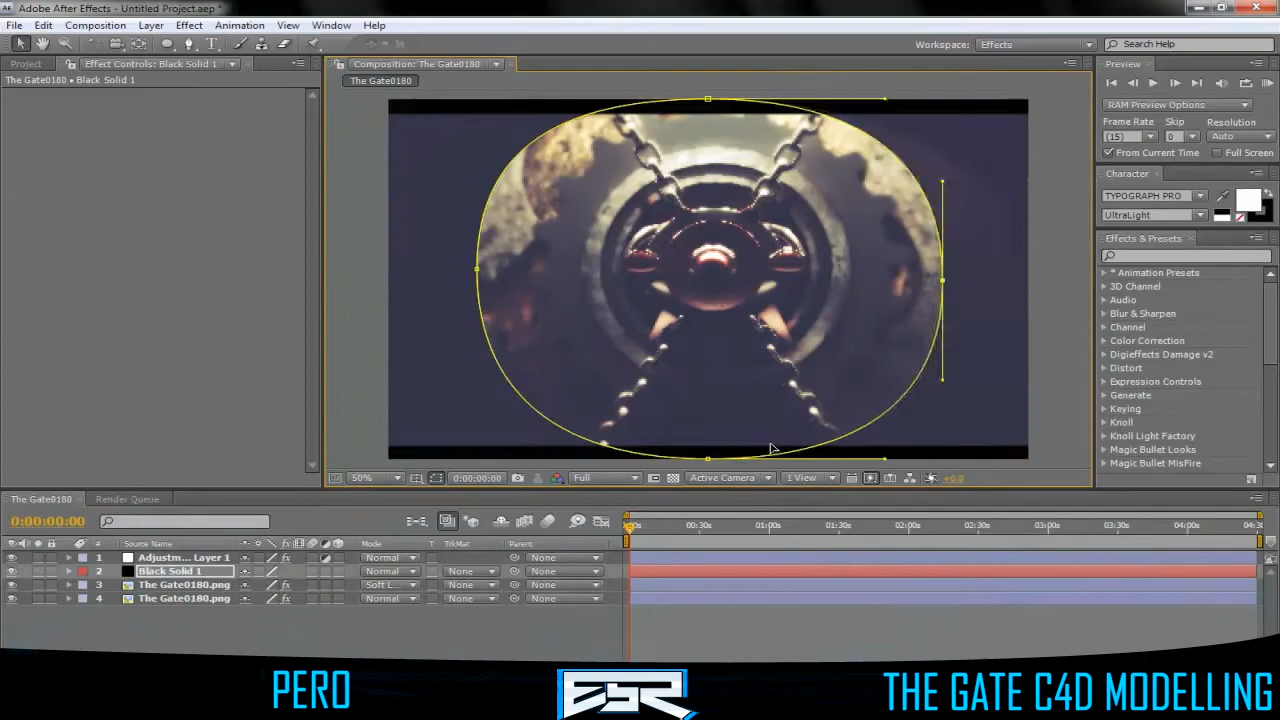 Adobe After Effects - Untitled Project.aep *
File Edit Composition Layer Effect Animation View Window Help
Workspace: Effects
Search Help
Project
Effect Controls: Black Solid 1
The Gate0180 • Black Solid 1
Composition: The Gate0180
The Gate0180
Preview
RAM Preview Options
Frame Rate Skip Resolution
(15) 0 Auto
From Current Time Full Screen
Character
TYPOGRAPH PRO
UltraLight
Effects & Presets
* Animation Presets
3D Channel
Audio
Blur & Sharpen
Channel
Color Correction
Digieffects Damage v2
Distort
Expression Controls
Generate
Keying
Knoll
Knoll Light Factory
Magic Bullet Looks
Magic Bullet MisFire
50% 0:00:00:00 Full Active Camera 1 View +0.0
The Gate0180
Render Queue
0:00:00:00
00:30s 01:00s 01:30s 02:00s 02:30s 03:00s 03:30s 04:00s 04:30
# Source Name Mode T TrkMat Parent
1 Adjustm... Layer 1 Normal None
2 Black Solid 1 Normal None None
3 The Gate0180.png Soft L... None None
4 The Gate0180.png Normal None None
PERO
THE GATE C4D MODELLING